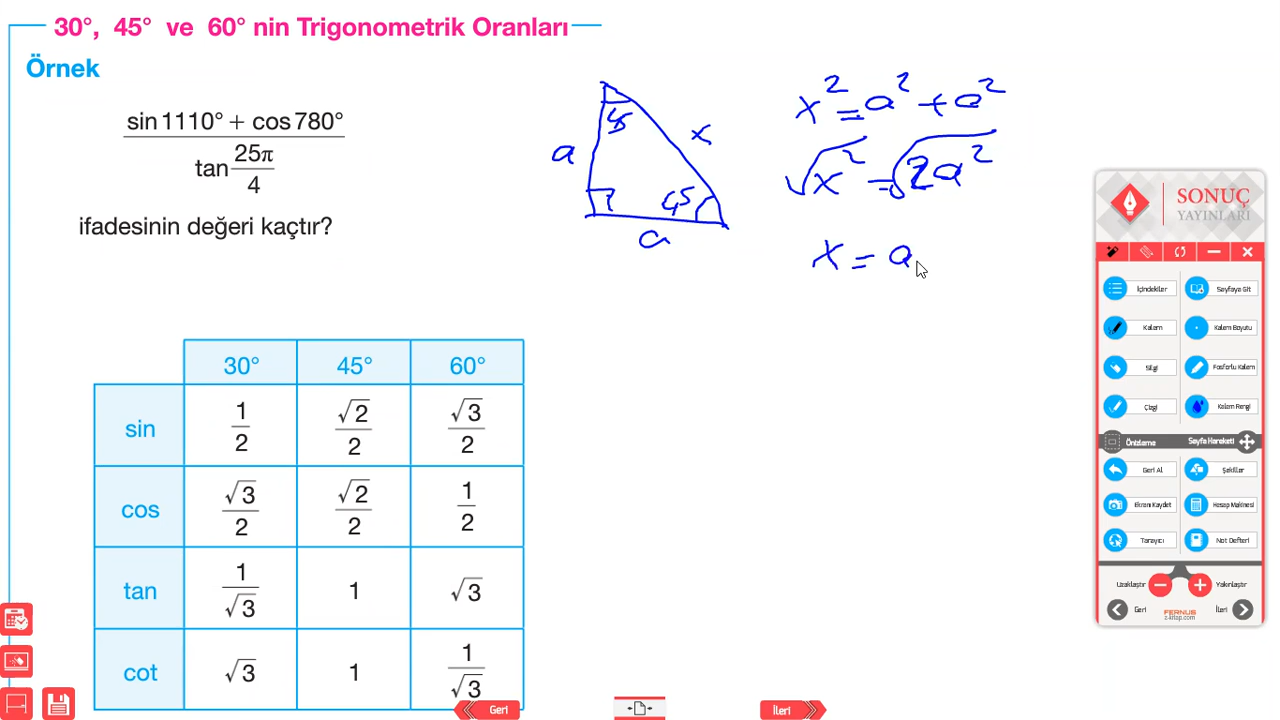 30°, 45° ve 60° nin Trigonometrik Oranları
Örnek
sin 1110° + cos 780°
tan 25π/4
ifadesinin değeri kaçtır?
45
a
x
45
a
x² = a² + a²
√x² = √2a²
x = a
30° 45° 60°
sin 1/2 √2/2 √3/2
cos √3/2 √2/2 1/2
tan 1/√3 1 √3
cot √3 1 1/√3
SONUÇ
YAYINLARI
İçindekiler
Sayfaya Git
Kalem
Kalem Boyutu
Silgi
Fosforlu Kalem
Çizgi
Kalem Rengi
Önizleme
Sayfa Hareketi
Geri Al
Şekiller
Ekranı Kaydet
Hesap Makinesi
Tarayıcı
Not Defteri
Uzaklaştır
Yakınlaştır
Geri
FERNUS
z-kitap.com
İleri
Geri
İleri